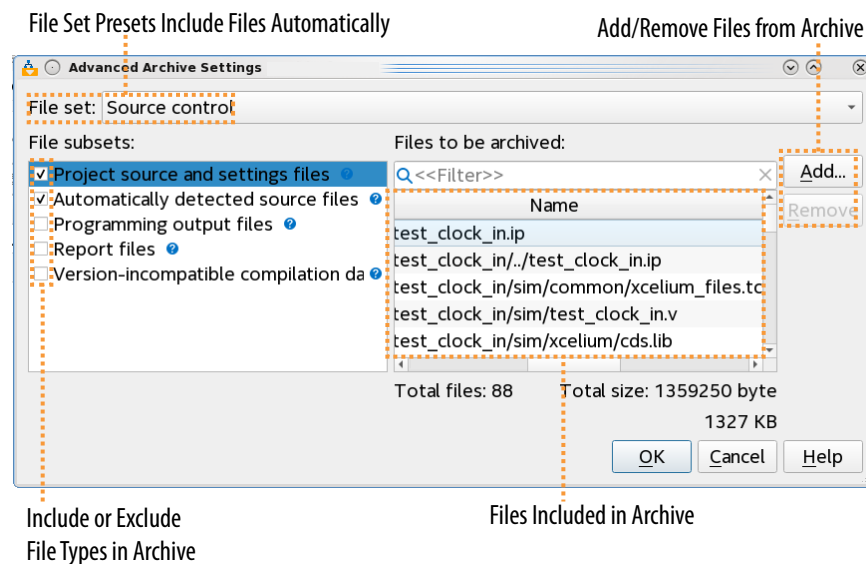 File Set Presets Include Files Automatically
Add/Remove Files from Archive
Advanced Archive Settings
File set: Source control
File subsets:
Files to be archived:
Project source and settings files
Automatically detected source files
Programming output files
Report files
Version-incompatible compilation da
<<Filter>>
Name
test_clock_in.ip
test_clock_in/../test_clock_in.ip
test_clock_in/sim/common/xcelium_files.tc
test_clock_in/sim/test_clock_in.v
test_clock_in/sim/xcelium/cds.lib
Add...
Remove
Total files: 88
Total size: 1359250 byte
1327 KB
OK
Cancel
Help
Include or Exclude
File Types in Archive
Files Included in Archive